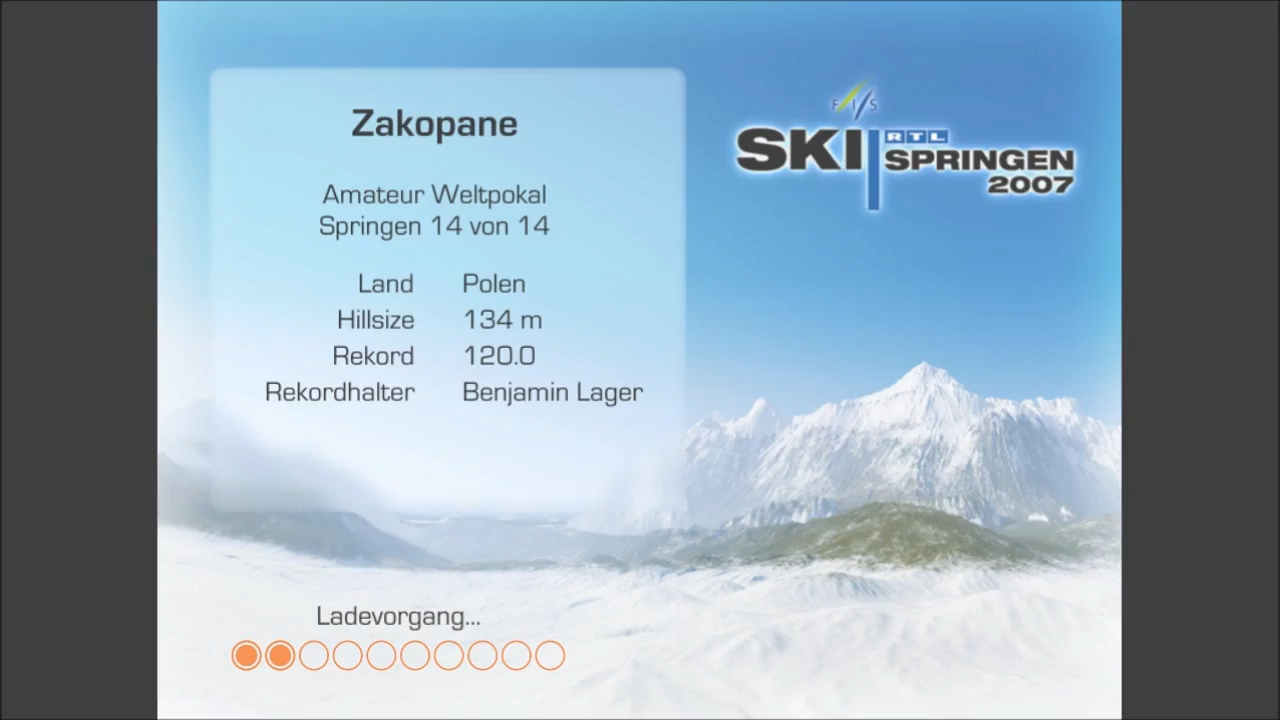 Zakopane
Amateur Weltpokal
Springen 14 von 14
Land Polen
Hillsize 134 m
Rekord 120.0
Rekordhalter Benjamin Lager
Ladevorgang...
FIS
SKI RTL SPRINGEN
2007